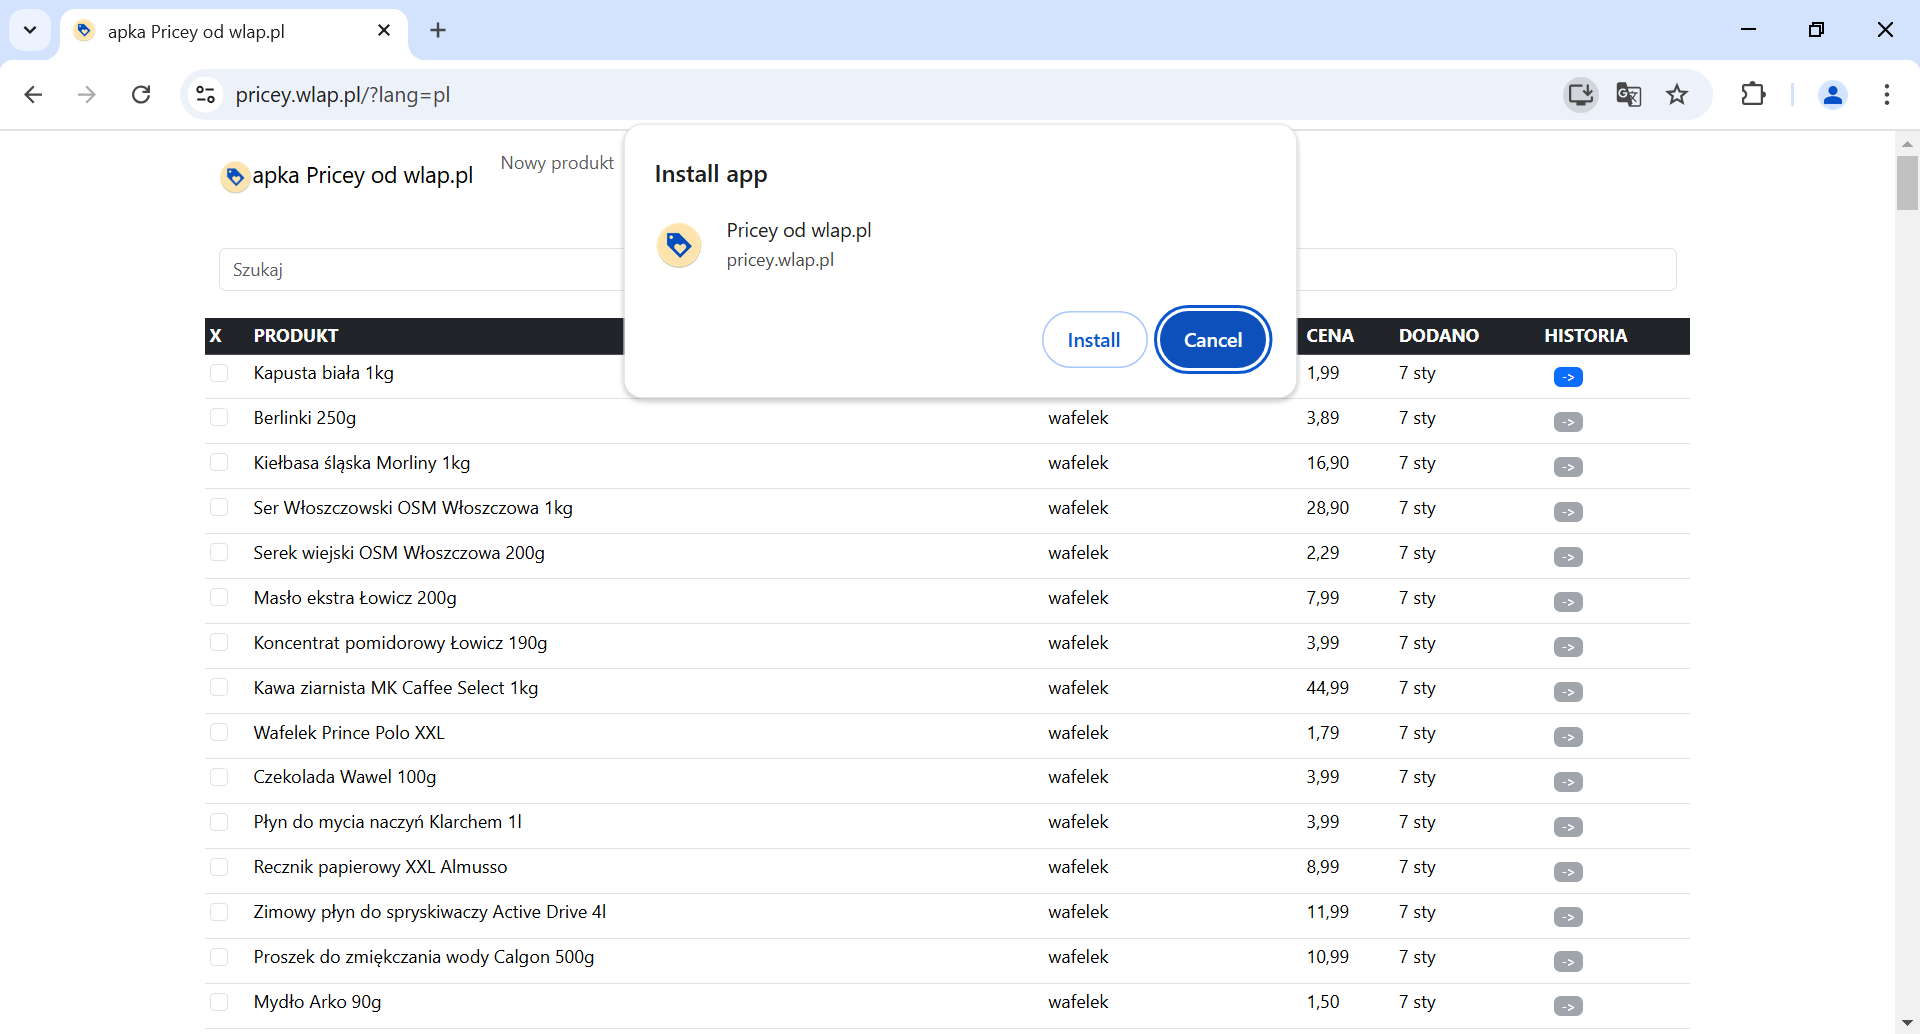 apka Pricey od wlap.pl
pricey.wlap.pl/?lang=pl
apka Pricey od wlap.pl
Nowy produkt
Install app
Pricey od wlap.pl
pricey.wlap.pl
Install Cancel
Szukaj
X PRODUKT CENA DODANO HISTORIA
Kapusta biała 1kg 1,99 7 sty ->
Berlinki 250g wafelek 3,89 7 sty ->
Kiełbasa śląska Morliny 1kg wafelek 16,90 7 sty ->
Ser Włoszczowski OSM Włoszczowa 1kg wafelek 28,90 7 sty ->
Serek wiejski OSM Włoszczowa 200g wafelek 2,29 7 sty ->
Masło ekstra Łowicz 200g wafelek 7,99 7 sty ->
Koncentrat pomidorowy Łowicz 190g wafelek 3,99 7 sty ->
Kawa ziarnista MK Caffee Select 1kg wafelek 44,99 7 sty ->
Wafelek Prince Polo XXL wafelek 1,79 7 sty ->
Czekolada Wawel 100g wafelek 3,99 7 sty ->
Płyn do mycia naczyń Klarchem 1l wafelek 3,99 7 sty ->
Recznik papierowy XXL Almusso wafelek 8,99 7 sty ->
Zimowy płyn do spryskiwaczy Active Drive 4l wafelek 11,99 7 sty ->
Proszek do zmiękczania wody Calgon 500g wafelek 10,99 7 sty ->
Mydło Arko 90g wafelek 1,50 7 sty ->